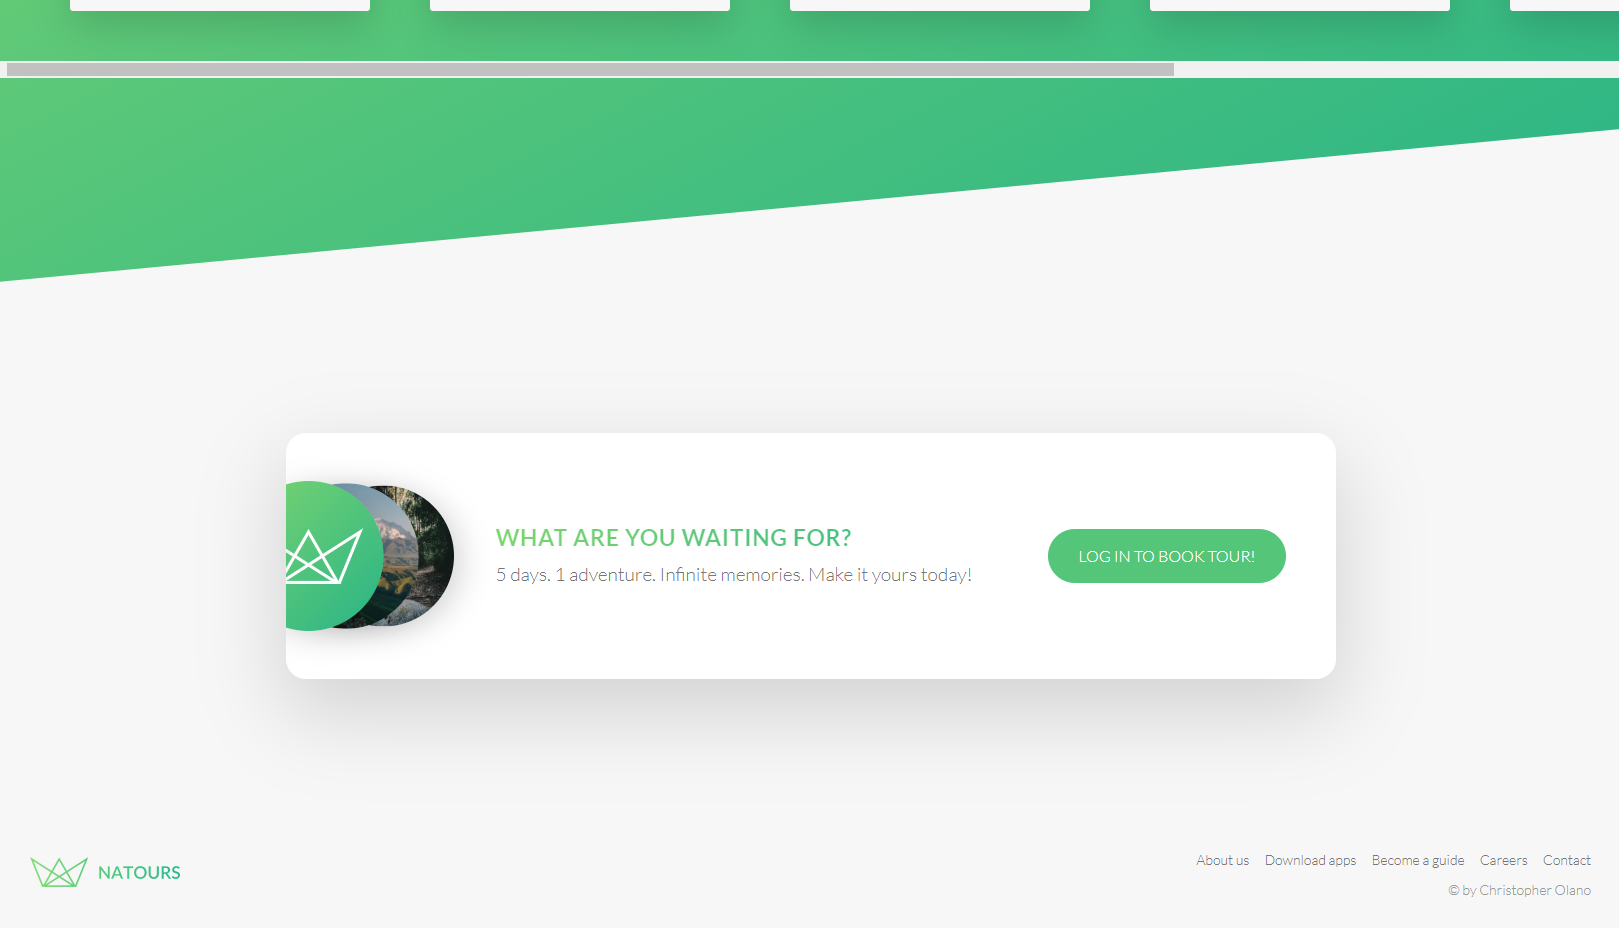 WHAT ARE YOU WAITING FOR?
5 days. 1 adventure. Infinite memories. Make it yours today!
LOG IN TO BOOK TOUR!
NATOURS
About us Download apps Become a guide Careers Contact
© by Christopher Olano